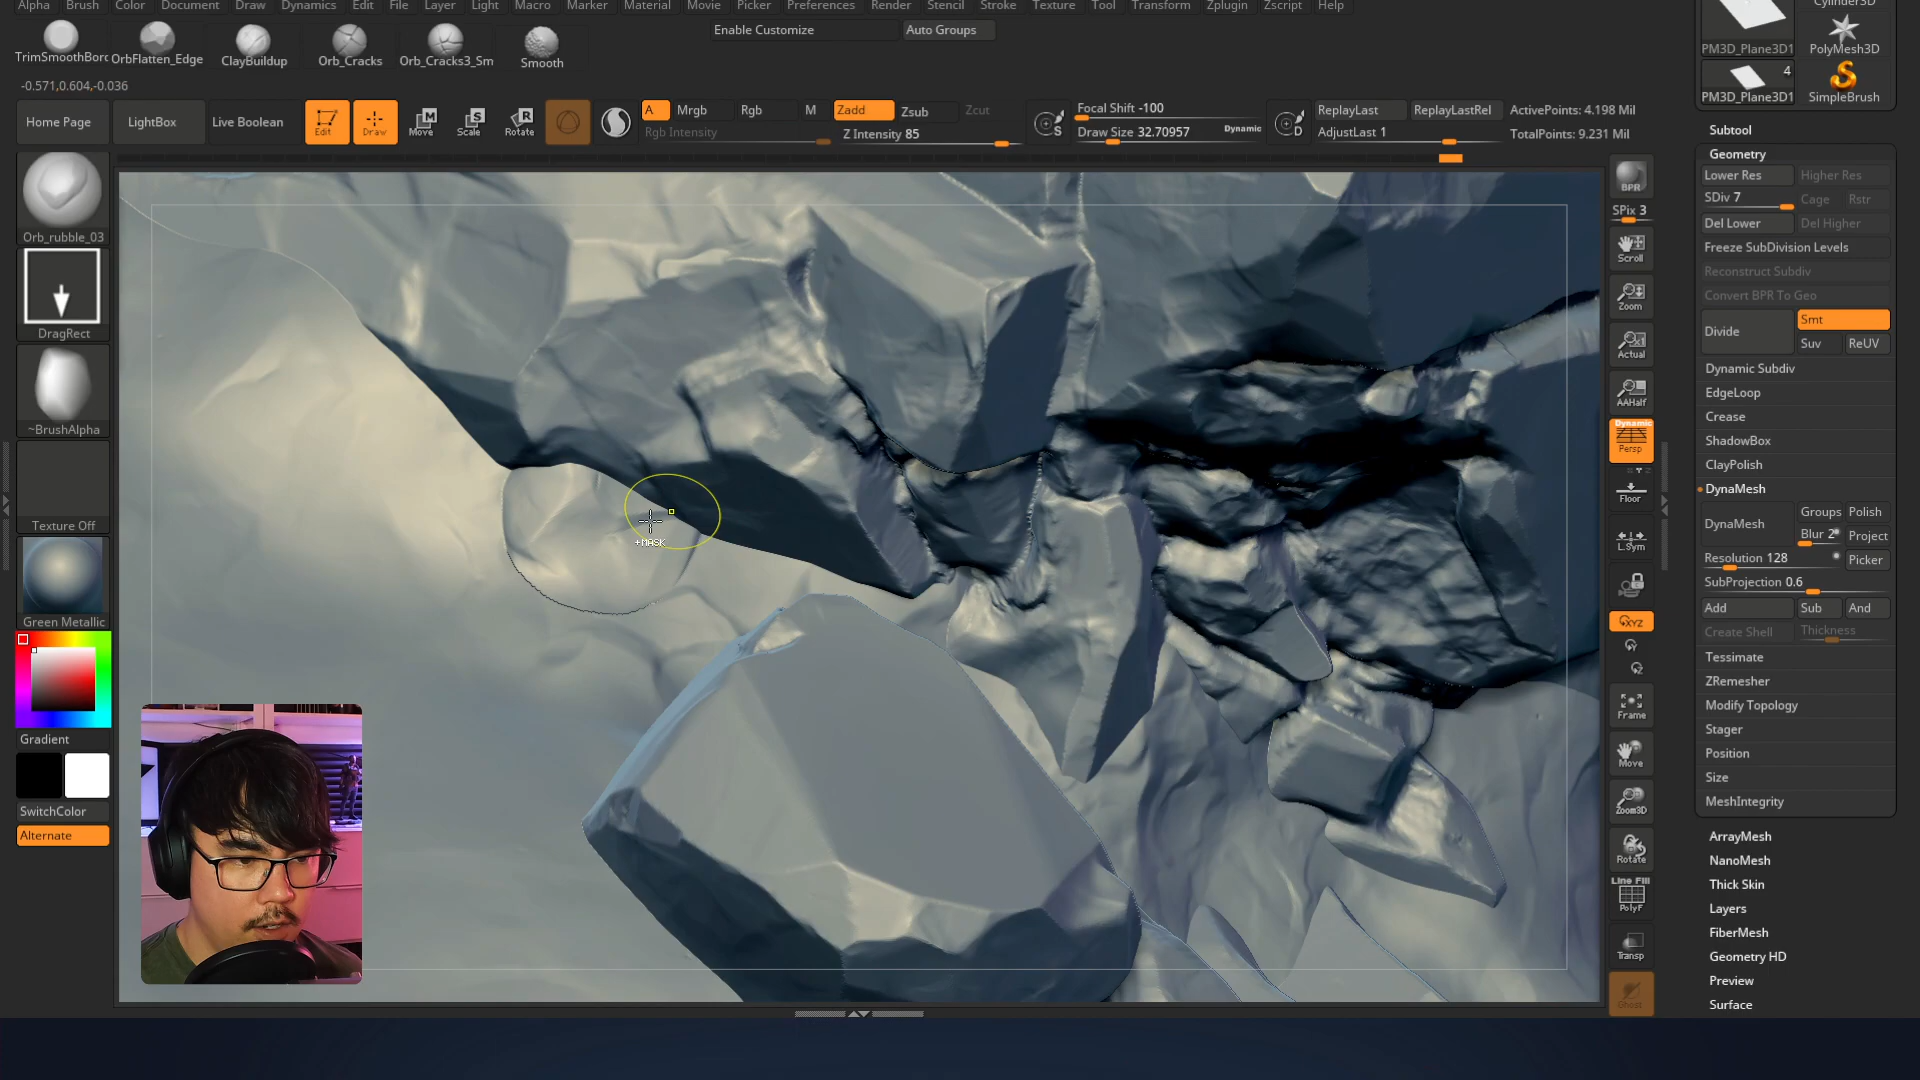 Alpha Brush Color Document Draw Dynamics Edit File Layer Light Macro Marker Material Movie Picker Preferences Render Stencil Stroke Texture Tool Transform Zplugin Zscript Help
Enable Customize
Auto Groups
TrimSmoothBorc
OrbFlatten_Edge
ClayBuildup
Orb_Cracks
Orb_Cracks3_Sm
Smooth
-0.571,0.604,-0.036
Home Page
LightBox
Live Boolean
Edit
Draw
Move
Scale
Rotate
A
Mrgb
Rgb
M
Zadd
Zsub
Zcut
Rgb Intensity
Z Intensity 85
Focal Shift -100
Draw Size 32.70957
Dynamic
ReplayLast
ReplayLastRel
AdjustLast 1
ActivePoints: 4.198 Mil
TotalPoints: 9.231 Mil
Orb_rubble_03
DragRect
~BrushAlpha
Texture Off
Green Metallic
Gradient
SwitchColor
Alternate
+MASK
BPR
SPix 3
Scroll
Zoom
Actual
AAHalf
Dynamic
Persp
Floor
L.Sym
XYZ
Frame
Move
Zoom3D
Rotate
Line Fill
PolyF
Transp
Ghost
Cylinder3D
PM3D_Plane3D1
PolyMesh3D
4
PM3D_Plane3D1
SimpleBrush
Subtool
Geometry
Lower Res
Higher Res
SDiv 7
Cage
Rstr
Del Lower
Del Higher
Freeze SubDivision Levels
Reconstruct Subdiv
Convert BPR To Geo
Divide
Smt
Suv
ReUV
Dynamic Subdiv
EdgeLoop
Crease
ShadowBox
ClayPolish
DynaMesh
DynaMesh
Groups
Polish
Blur 2
Project
Resolution 128
Picker
SubProjection 0.6
Add
Sub
And
Create Shell
Thickness
Tessimate
ZRemesher
Modify Topology
Stager
Position
Size
MeshIntegrity
ArrayMesh
NanoMesh
Thick Skin
Layers
FiberMesh
Geometry HD
Preview
Surface